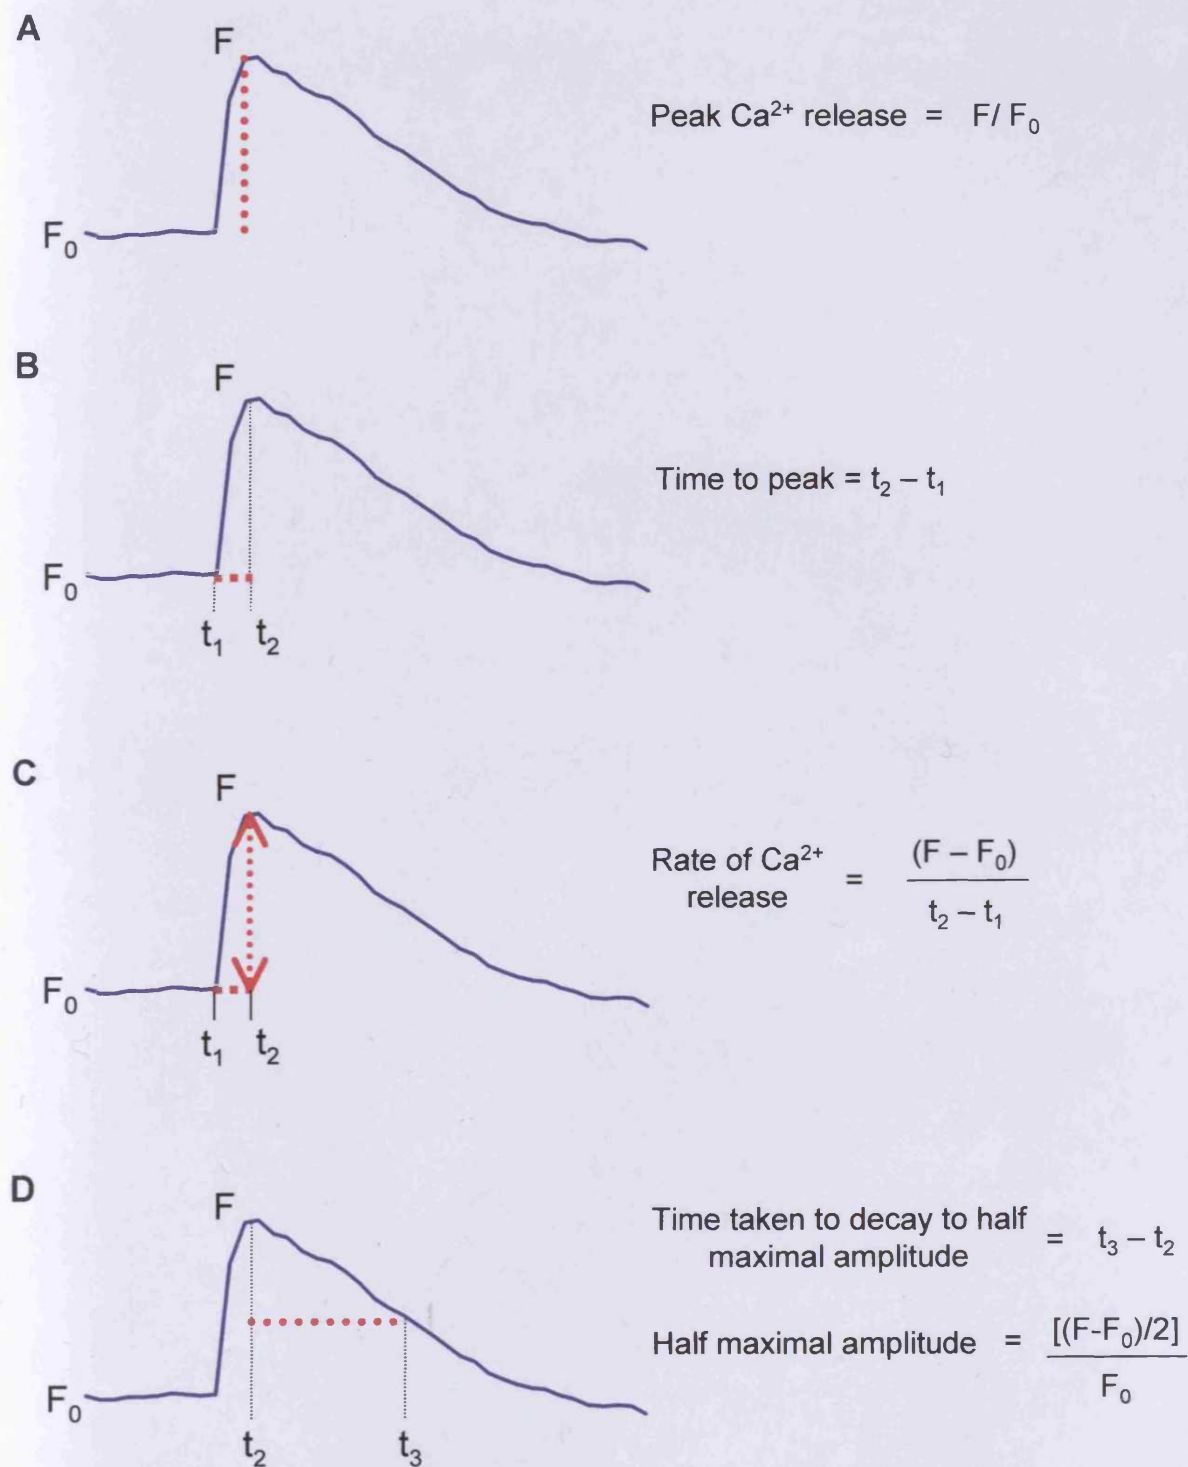 A
F
Peak Ca²⁺ release = F/ F₀
F₀
B
F
Time to peak = t₂ – t₁
F₀
t₁ t₂
C
F
Rate of Ca²⁺ release = (F – F₀)
t₂ – t₁
F₀
t₁ t₂
D
F
Time taken to decay to half
maximal amplitude = t₃ – t₂
Half maximal amplitude = [(F-F₀)/2]
F₀
F₀
t₂ t₃